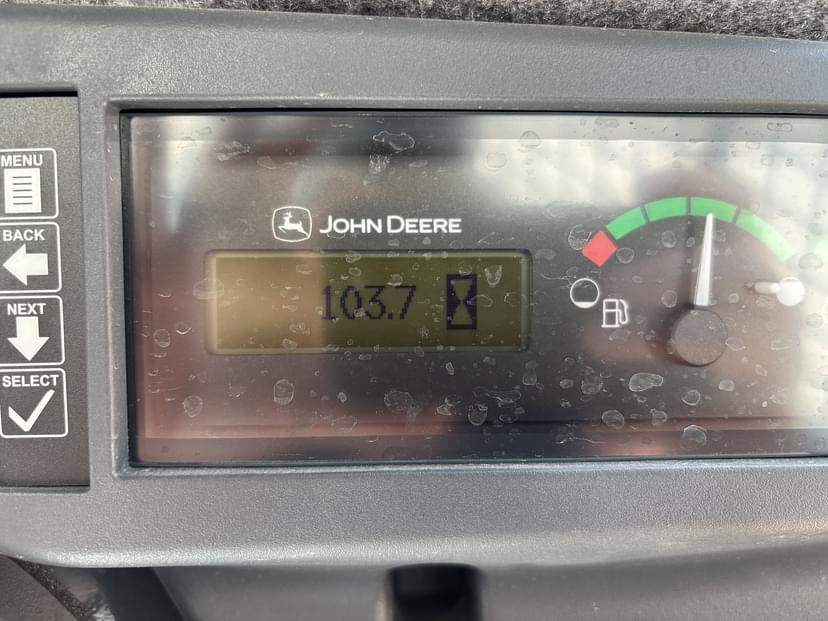 MENU
BACK
NEXT
SELECT
JOHN DEERE
103.7